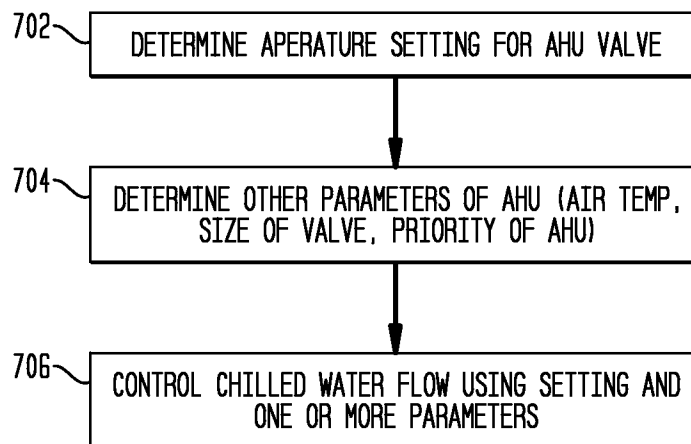 702
DETERMINE APERATURE SETTING FOR AHU VALVE
704
DETERMINE OTHER PARAMETERS OF AHU (AIR TEMP,
SIZE OF VALVE, PRIORITY OF AHU)
706
CONTROL CHILLED WATER FLOW USING SETTING AND
ONE OR MORE PARAMETERS